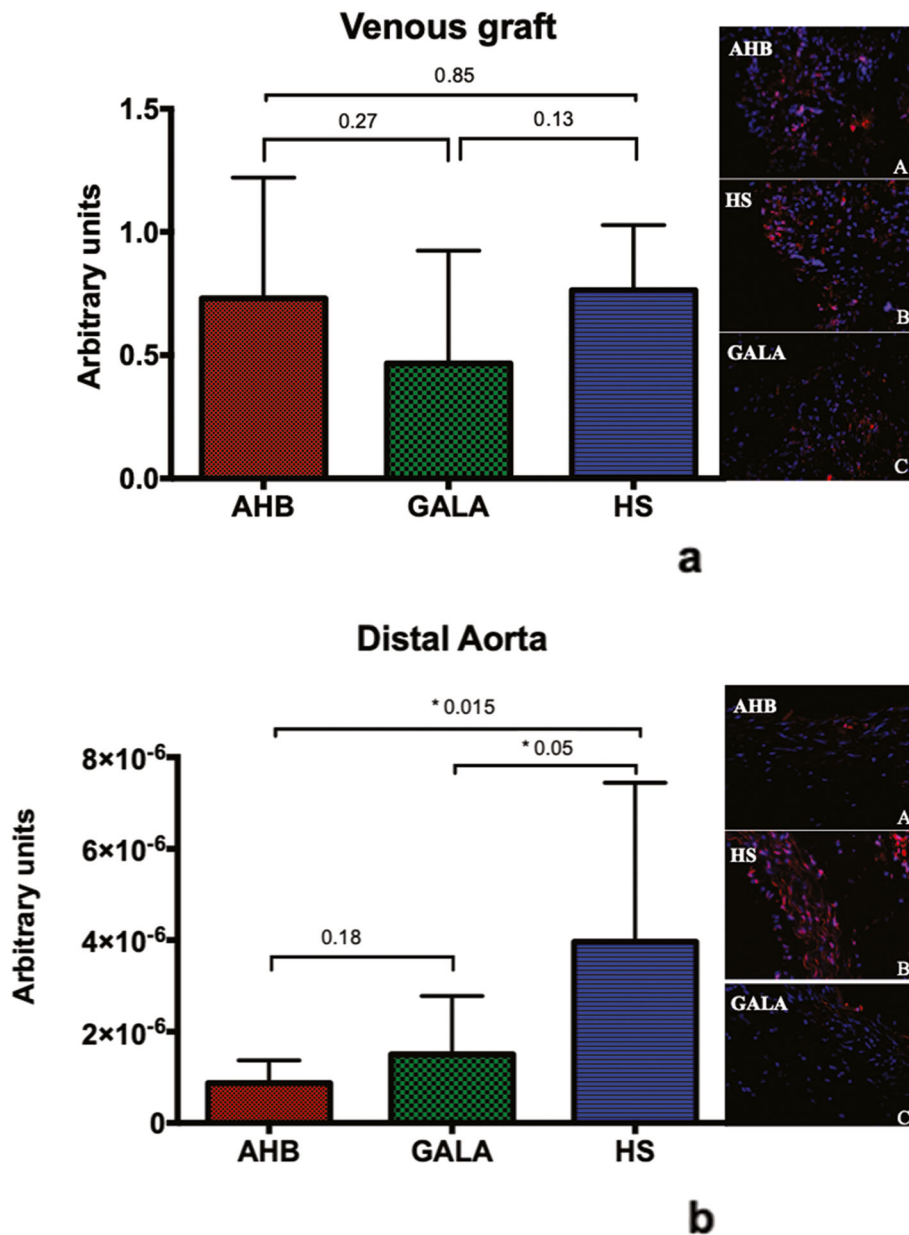 Venous graft
0.85
0.27
0.13
1.5
1.0
0.5
0.0
Arbitrary units
AHB
GALA
HS
AHB
A
HS
B
GALA
C
a
Distal Aorta
* 0.015
* 0.05
0.18
8×10⁻⁶
6×10⁻⁶
4×10⁻⁶
2×10⁻⁶
0
Arbitrary units
AHB
GALA
HS
AHB
A
HS
B
GALA
C
b